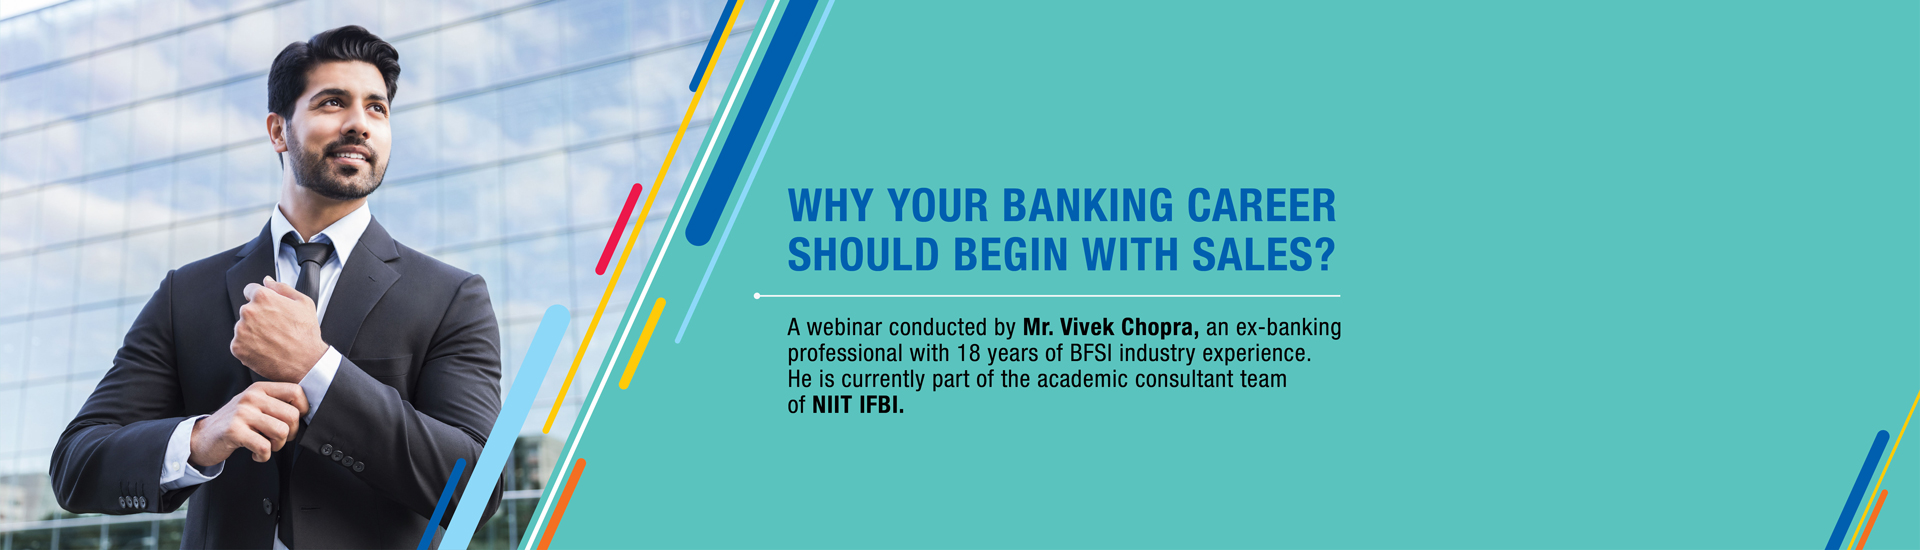 WHY YOUR BANKING CAREER
SHOULD BEGIN WITH SALES?
A webinar conducted by Mr. Vivek Chopra, an ex-banking
professional with 18 years of BFSI industry experience.
He is currently part of the academic consultant team
of NIIT IFBI.